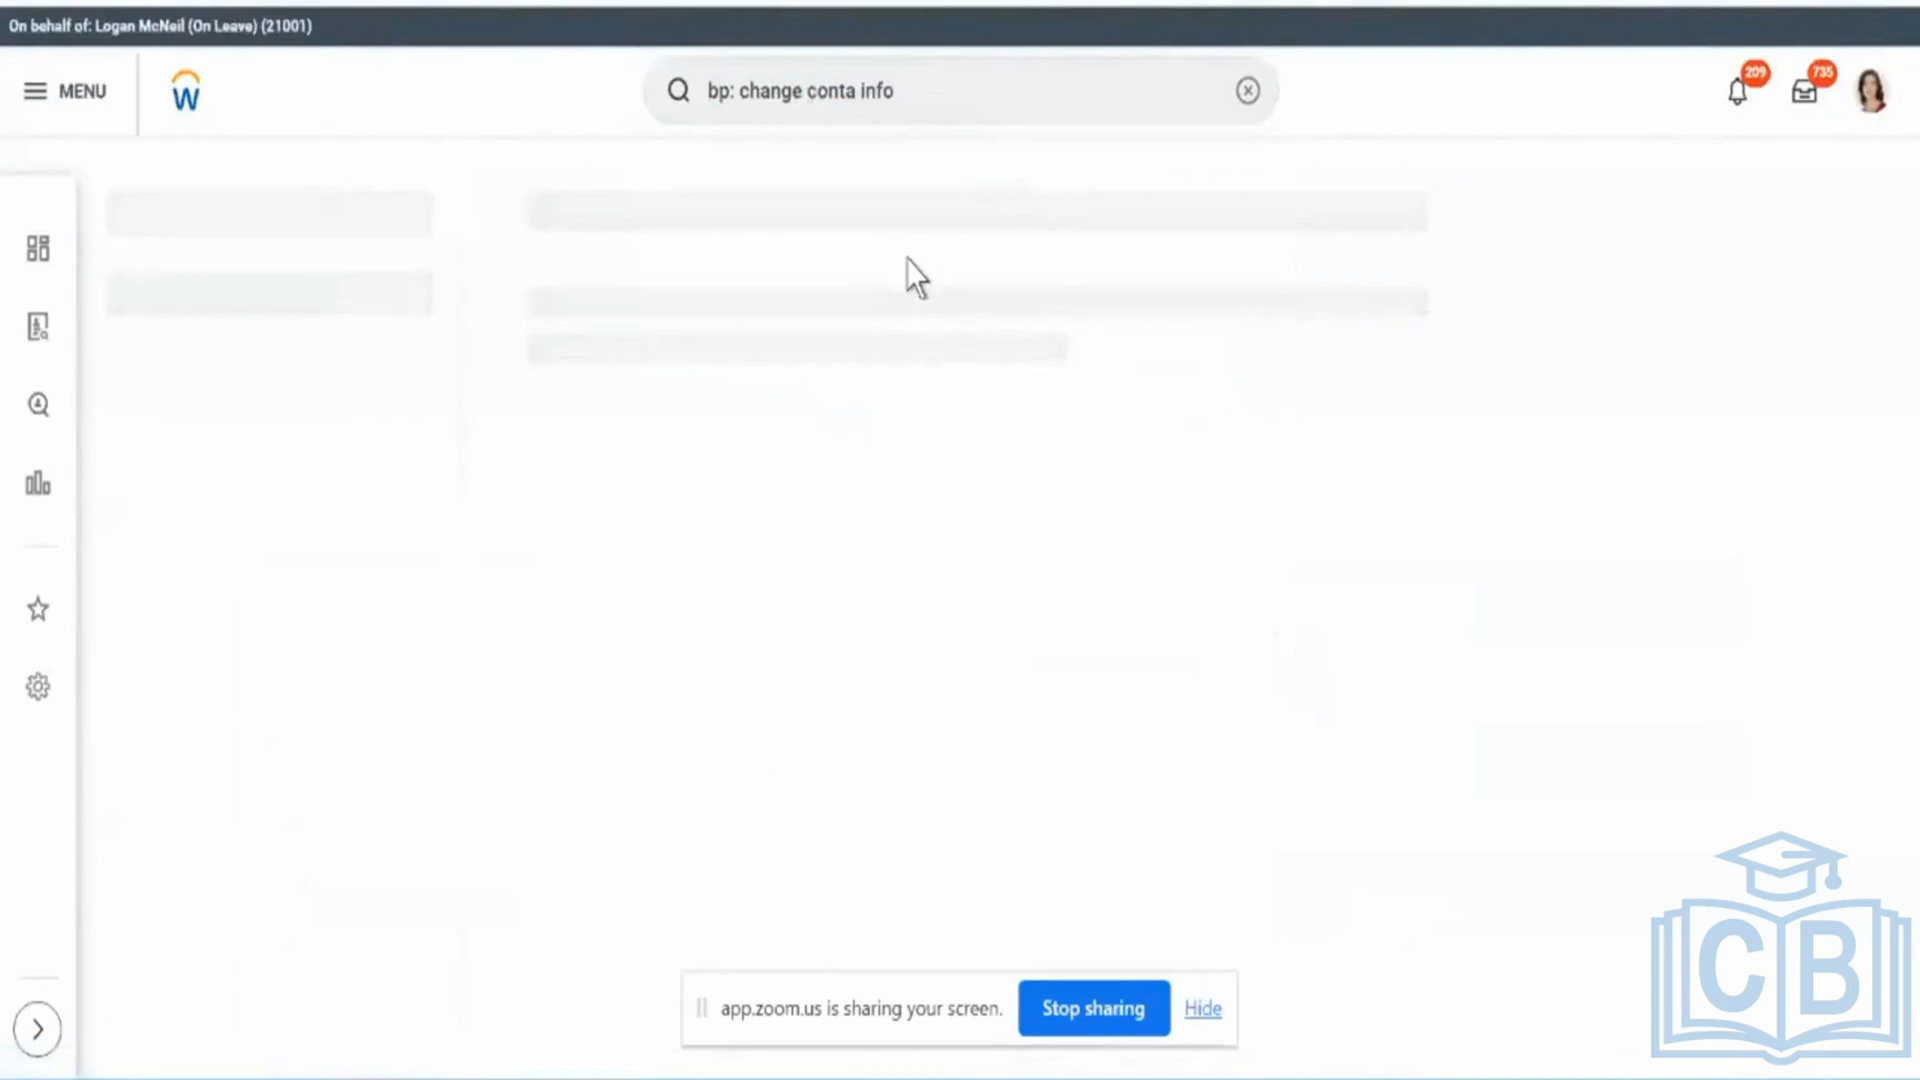 On behalf of: Logan McNeil (On Leave) (21001)
MENU
W
bp: change conta info
209
735
app.zoom.us is sharing your screen.
Stop sharing
Hide
CB